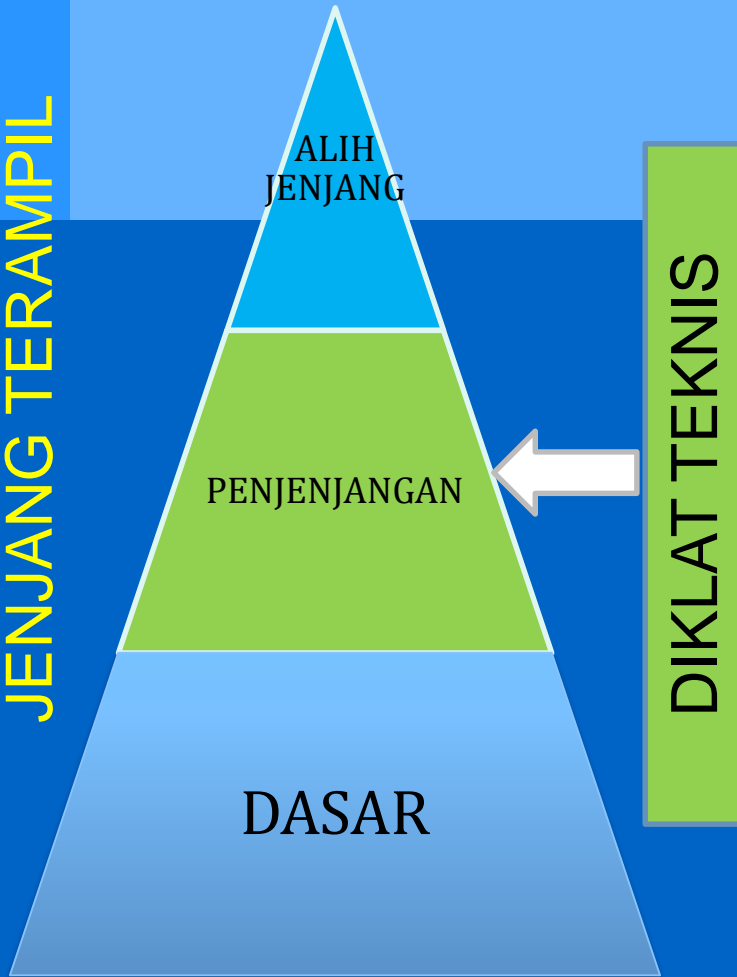 JENJANG TERAMPIL
ALIH
JENJANG
PENJENJANGAN
DASAR
DIKLAT TEKNIS